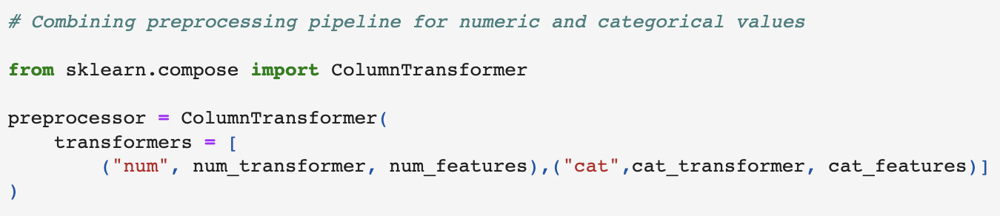 # Combining preprocessing pipeline for numeric and categorical values
from sklearn.compose import ColumnTransformer
preprocessor = ColumnTransformer(
    transformers = [
        ("num", num_transformer, num_features),("cat",cat_transformer, cat_features)]
)